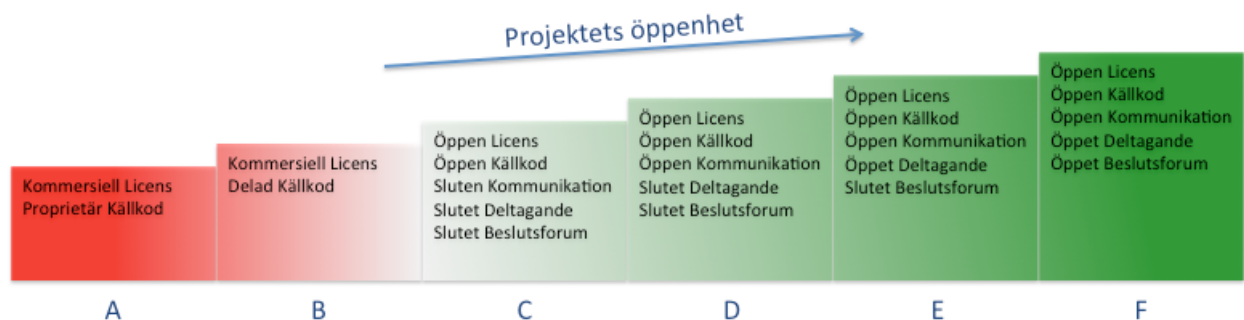 Projektets öppenhet
Kommersiell Licens
Proprietär Källkod
Kommersiell Licens
Delad Källkod
Öppen Licens
Öppen Källkod
Sluten Kommunikation
Slutet Deltagande
Slutet Beslutsforum
Öppen Licens
Öppen Källkod
Öppen Kommunikation
Slutet Deltagande
Slutet Beslutsforum
Öppen Licens
Öppen Källkod
Öppen Kommunikation
Öppet Deltagande
Slutet Beslutsforum
Öppen Licens
Öppen Källkod
Öppen Kommunikation
Öppet Deltagande
Öppet Beslutsforum
A B C D E F